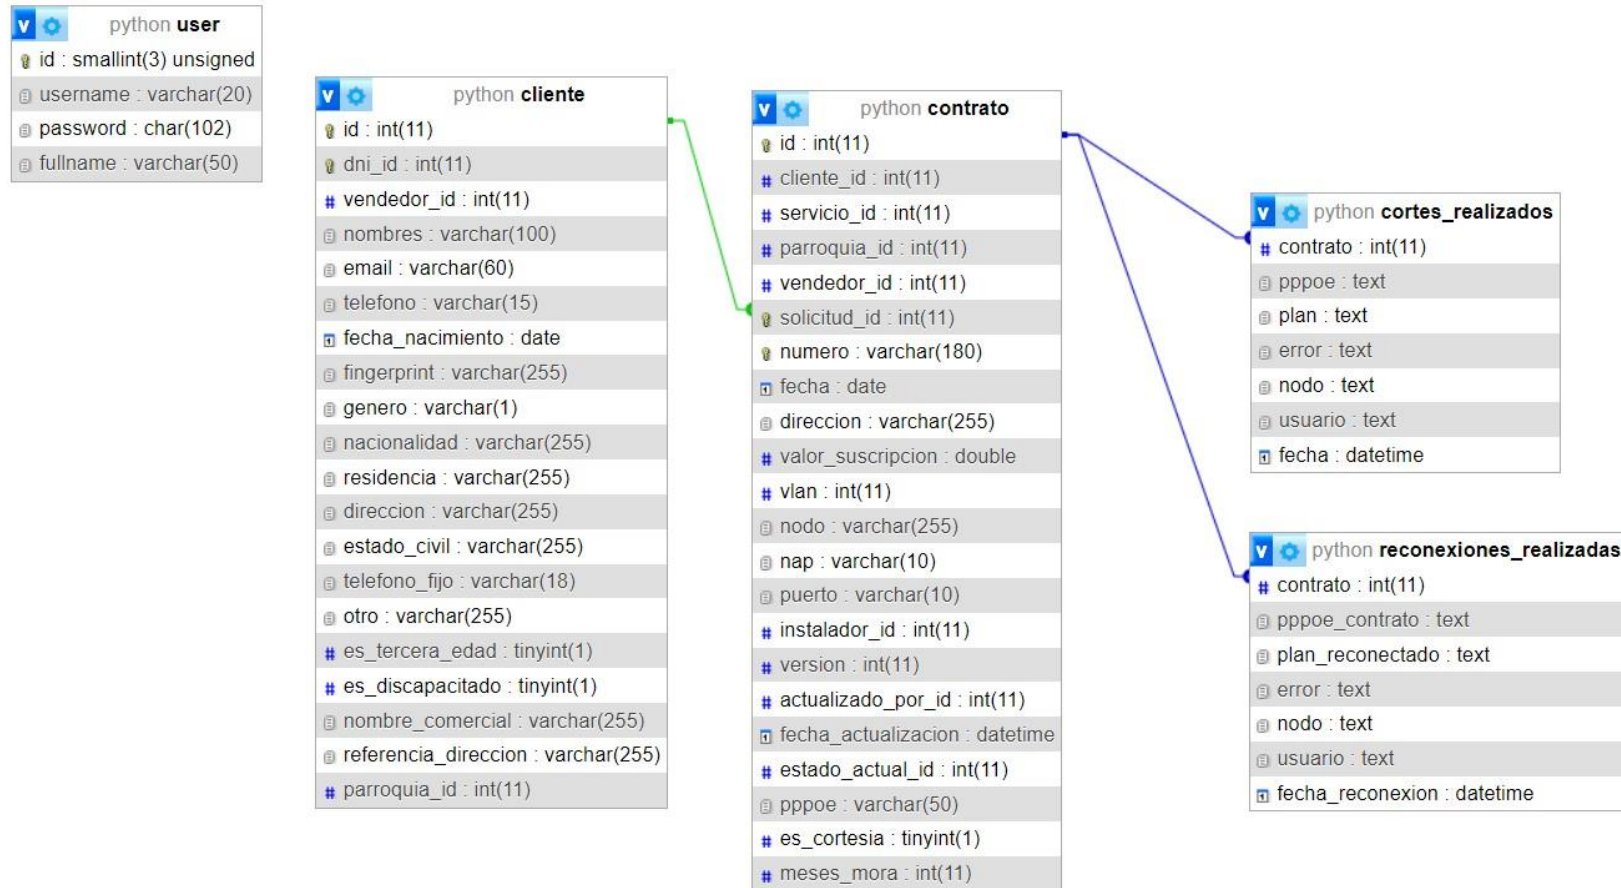 python user
id : smallint(3) unsigned
username : varchar(20)
password : char(102)
fullname : varchar(50)
python cliente
id : int(11)
dni_id : int(11)
vendedor_id : int(11)
nombres : varchar(100)
email : varchar(60)
telefono : varchar(15)
fecha_nacimiento : date
fingerprint : varchar(255)
genero : varchar(1)
nacionalidad : varchar(255)
residencia : varchar(255)
direccion : varchar(255)
estado_civil : varchar(255)
telefono_fijo : varchar(18)
otro : varchar(255)
es_tercera_edad : tinyint(1)
es_discapacitado : tinyint(1)
nombre_comercial : varchar(255)
referencia_direccion : varchar(255)
parroquia_id : int(11)
python contrato
id : int(11)
cliente_id : int(11)
servicio_id : int(11)
parroquia_id : int(11)
vendedor_id : int(11)
solicitud_id : int(11)
numero : varchar(180)
fecha : date
direccion : varchar(255)
valor_suscripcion : double
vlan : int(11)
nodo : varchar(255)
nap : varchar(10)
puerto : varchar(10)
instalador_id : int(11)
version : int(11)
actualizado_por_id : int(11)
fecha_actualizacion : datetime
estado_actual_id : int(11)
pppoe : varchar(50)
es_cortesia : tinyint(1)
meses_mora : int(11)
python cortes_realizados
contrato : int(11)
pppoe : text
plan : text
error : text
nodo : text
usuario : text
fecha : datetime
python reconexiones_realizadas
contrato : int(11)
pppoe_contrato : text
plan_reconectado : text
error : text
nodo : text
usuario : text
fecha_reconexion : datetime